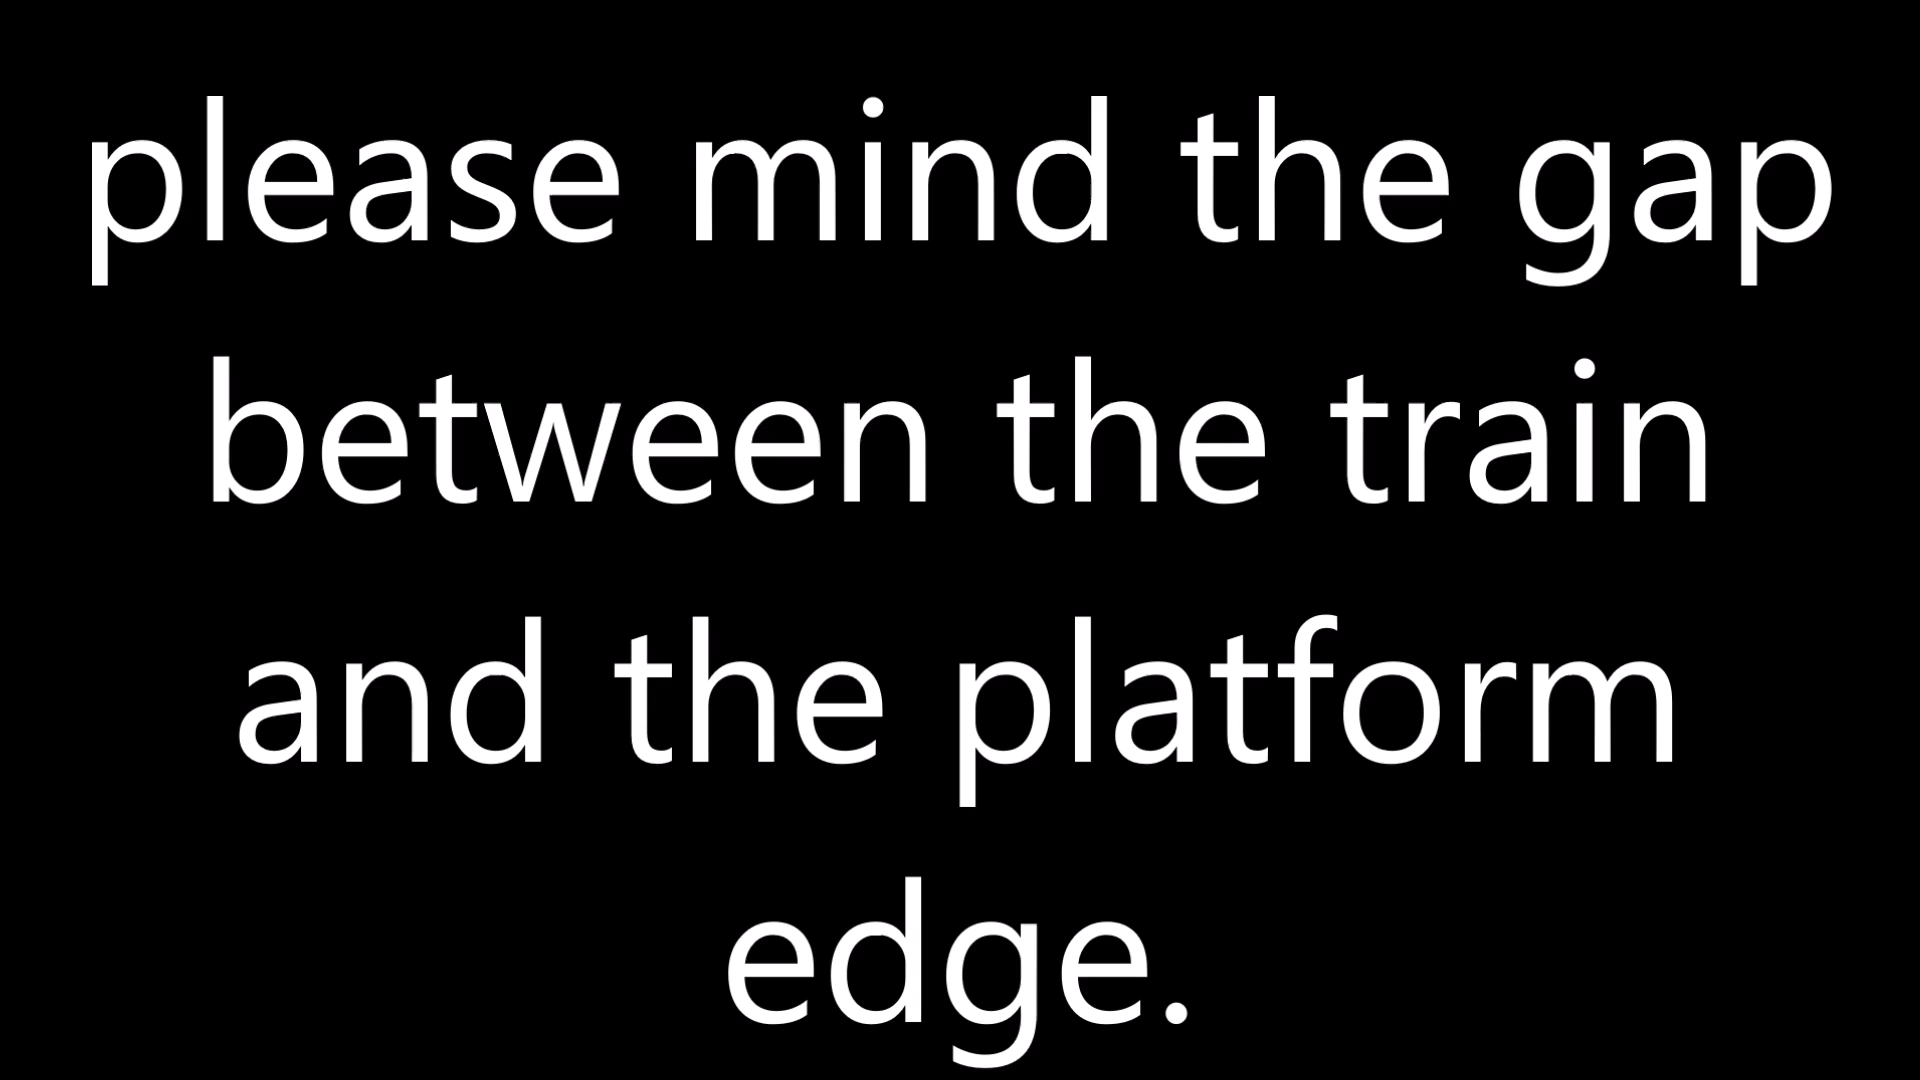 please mind the gap
between the train
and the platform
edge.